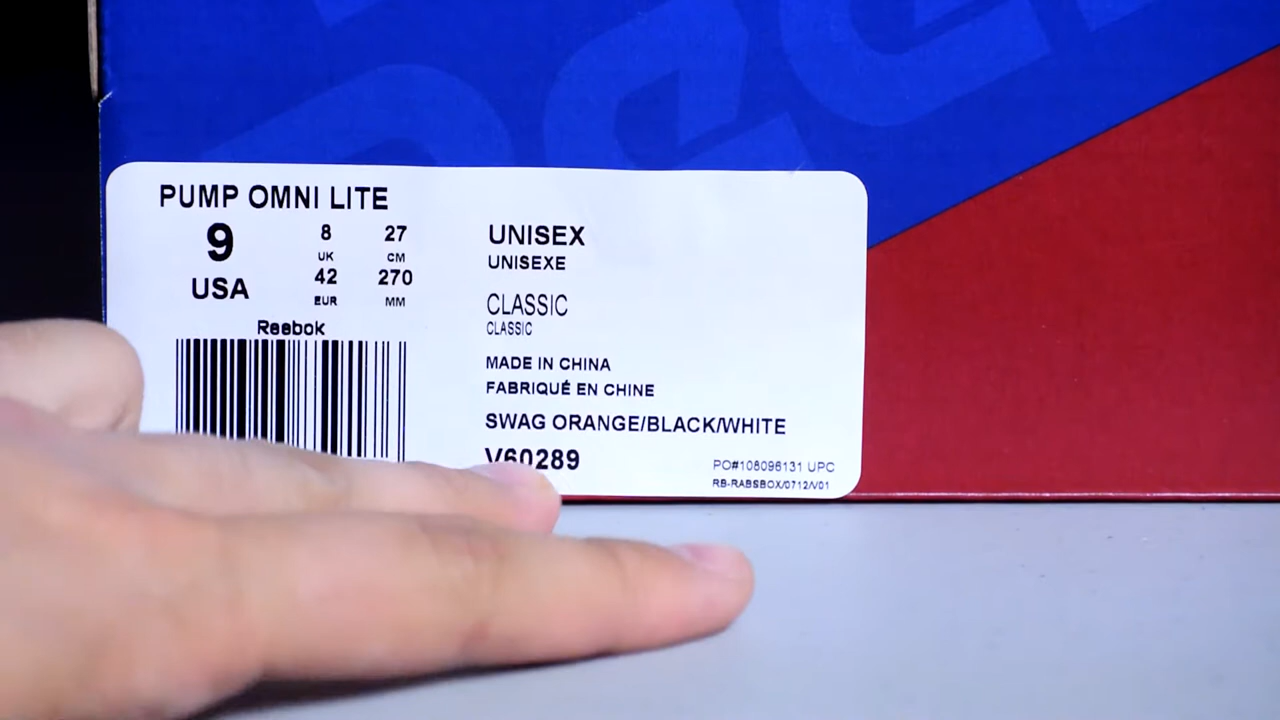 PUMP OMNI LITE
9
USA
8
UK
42
EUR
27
CM
270
MM
Reebok
UNISEX
UNISEXE
CLASSIC
CLASSIC
MADE IN CHINA
FABRIQUÉ EN CHINE
SWAG ORANGE/BLACK/WHITE
V60289
PO#108096131 UPC
RB-RABSBOX/0712/V01